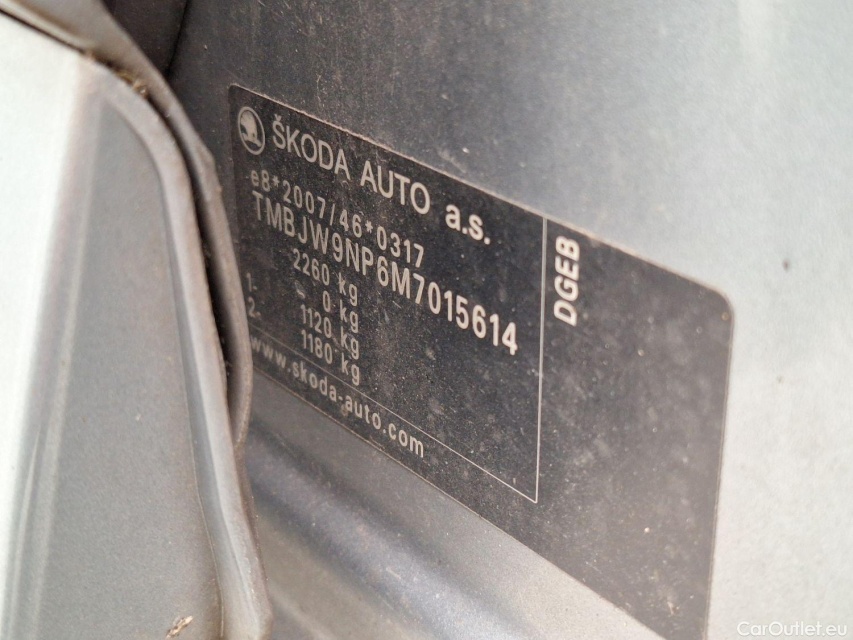 ŠKODA AUTO a.s.
e8*2007/46*0317
TMBJW9NP6M7015614
2260 kg
0 kg
1- 1120 kg
2- 1180 kg
www.skoda-auto.com
DGEB
CarOutlet.eu